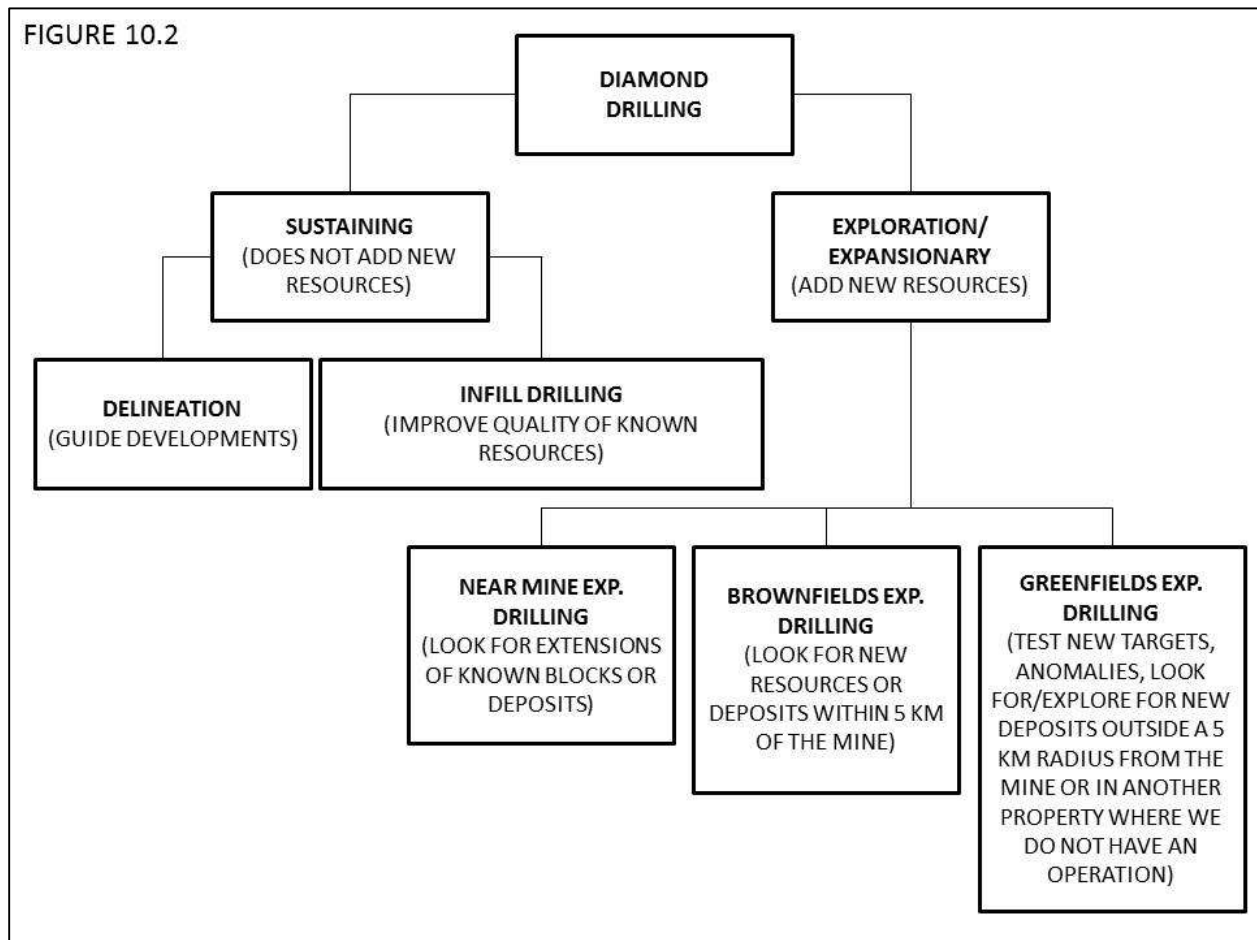 FIGURE 10.2
DIAMOND
DRILLING
SUSTAINING
(DOES NOT ADD NEW
RESOURCES)
EXPLORATION/
EXPANSIONARY
(ADD NEW RESOURCES)
DELINEATION
(GUIDE DEVELOPMENTS)
INFILL DRILLING
(IMPROVE QUALITY OF KNOWN
RESOURCES)
NEAR MINE EXP.
DRILLING
(LOOK FOR EXTENSIONS
OF KNOWN BLOCKS OR
DEPOSITS)
BROWNFIELDS EXP.
DRILLING
(LOOK FOR NEW
RESOURCES OR
DEPOSITS WITHIN 5 KM
OF THE MINE)
GREENFIELDS EXP.
DRILLING
(TEST NEW TARGETS,
ANOMALIES, LOOK
FOR/EXPLORE FOR NEW
DEPOSITS OUTSIDE A 5
KM RADIUS FROM THE
MINE OR IN ANOTHER
PROPERTY WHERE WE
DO NOT HAVE AN
OPERATION)